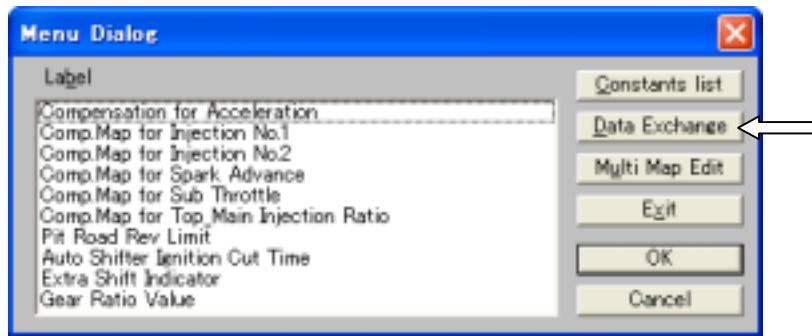 Menu Dialog
Label
Compensation for Acceleration
Comp.Map for Injection No.1
Comp.Map for Injection No.2
Comp.Map for Spark Advance
Comp.Map for Sub Throttle
Comp.Map for Top_Main Injection Ratio
Pit Road Rev Limit
Auto Shifter Ignition Cut Time
Extra Shift Indicator
Gear Ratio Value
Constants list
Data Exchange
Multi Map Edit
Exit
OK
Cancel